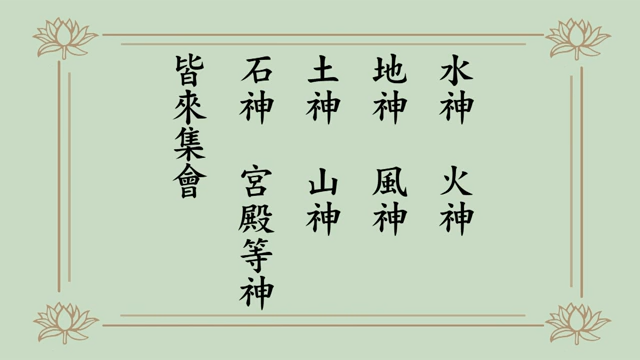 水神 火神
地神 風神
土神 山神
石神 宮殿等神
皆來集會